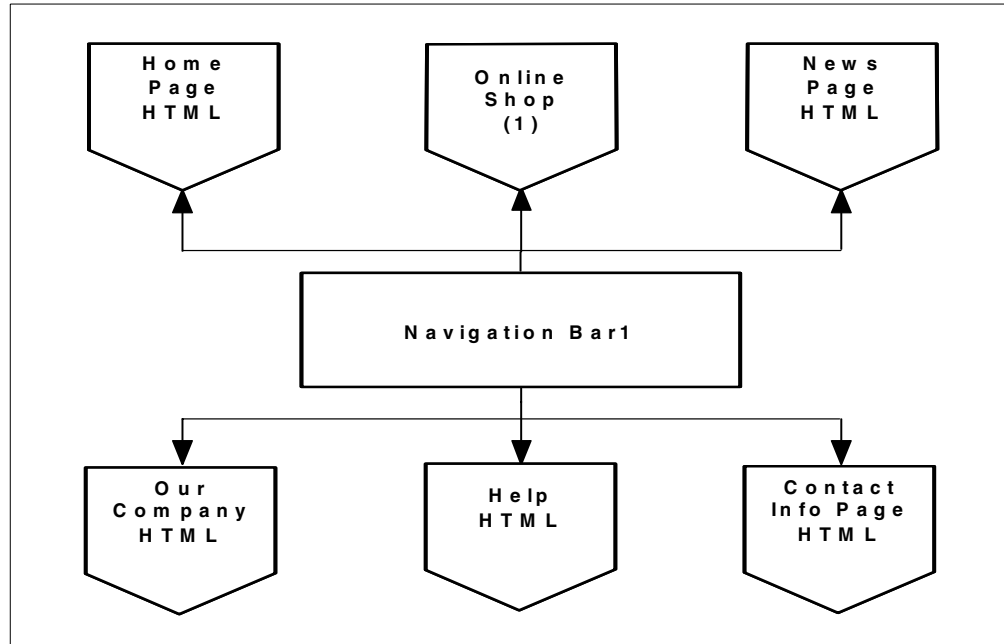 Home
Page
HTML
Online
Shop
(1)
News
Page
HTML
Navigation Bar1
Our
Company
HTML
Help
HTML
Contact
Info Page
HTML